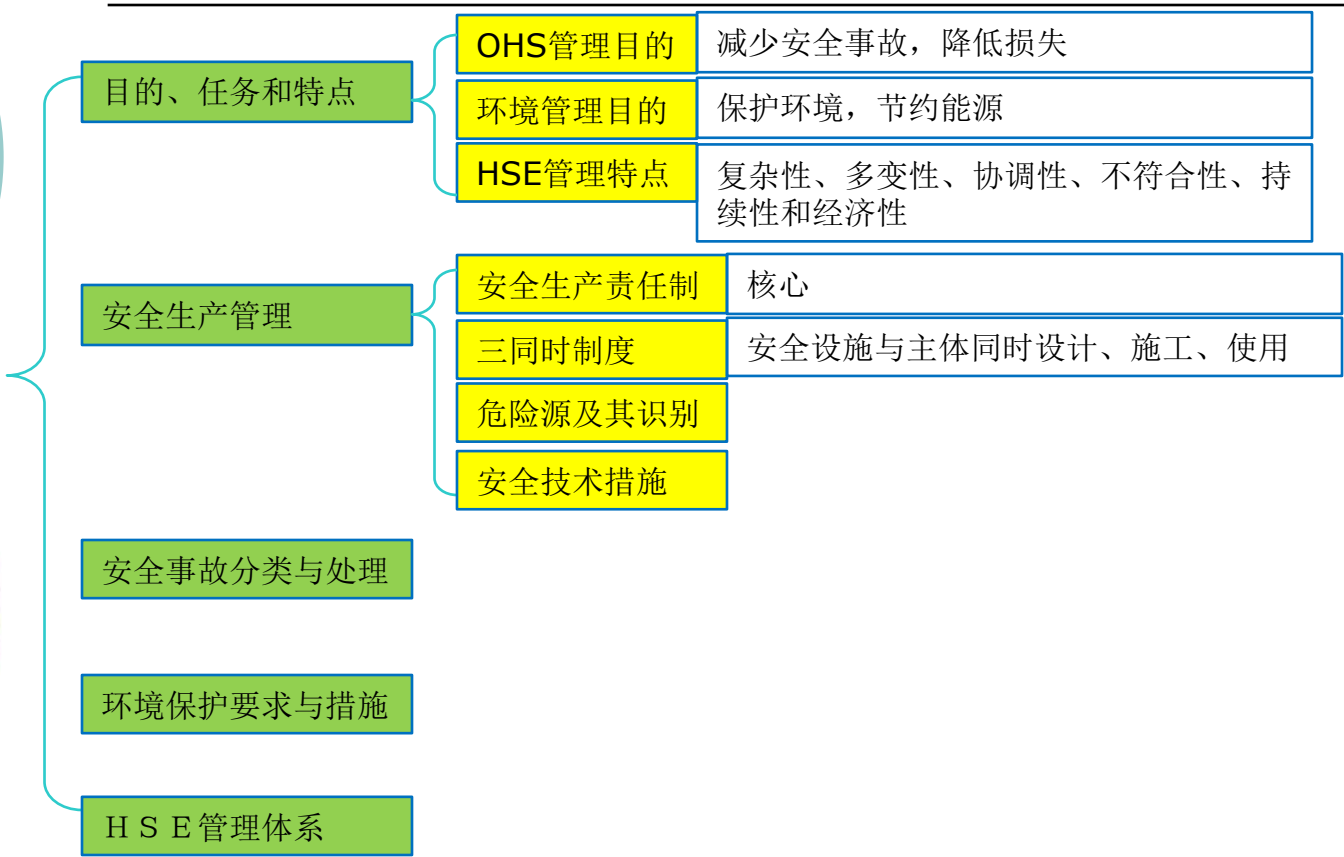 目的、任务和特点
OHS管理目的
减少安全事故，降低损失
环境管理目的
保护环境，节约能源
HSE管理特点
复杂性、多变性、协调性、不符合性、持
续性和经济性
安全生产管理
安全生产责任制
核心
三同时制度
安全设施与主体同时设计、施工、使用
危险源及其识别
安全技术措施
安全事故分类与处理
环境保护要求与措施
ＨＳＥ管理体系